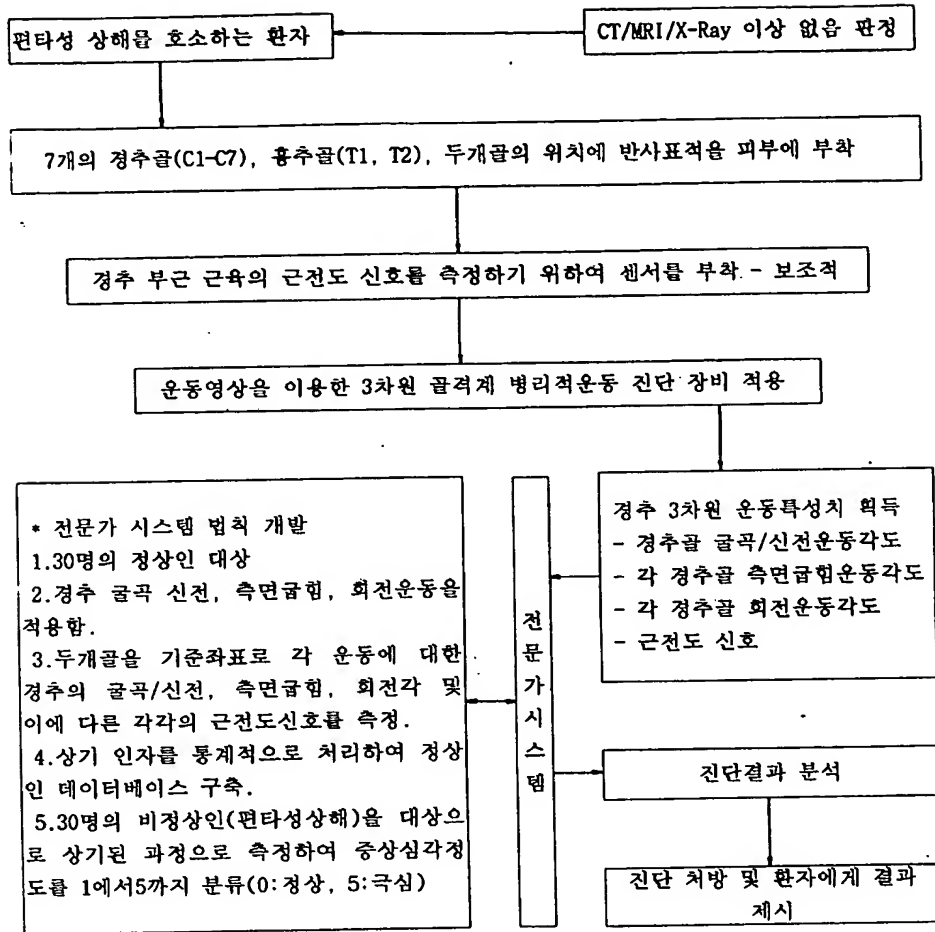 편타성 상해를 호소하는 환자
CT/MRI/X-Ray 이상 없음 판정
7개의 경추골(C1-C7), 흉추골(T1, T2), 두개골의 위치에 반사표적을 피부에 부착
경추 부근 근육의 근전도 신호를 측정하기 위하여 센서를 부착 - 보조적
운동영상을 이용한 3차원 골격계 병리적운동 진단 장비 적용
* 전문가 시스템 법칙 개발
1.30명의 정상인 대상
2.경추 굴곡 신전, 측면굽힘, 회전운동을
적용함.
3.두개골을 기준좌표로 각 운동에 대한
경추의 굴곡/신전, 측면굽힘, 회전각 및
이에 다른 각각의 근전도신호를 측정.
4.상기 인자를 통계적으로 처리하여 정상
인 데이터베이스 구축.
5.30명의 비정상인(편타성상해)을 대상으
로 상기된 과정으로 측정하여 증상심각정
도를 1에서5까지 분류(0:정상, 5:극심)
전
문
가
시
스
템
경추 3차원 운동특성치 획득
- 경추골 굴곡/신전운동각도
- 각 경추골 측면굽힘운동각도
- 각 경추골 회전운동각도
- 근전도 신호
진단결과 분석
진단 처방 및 환자에게 결과
제시